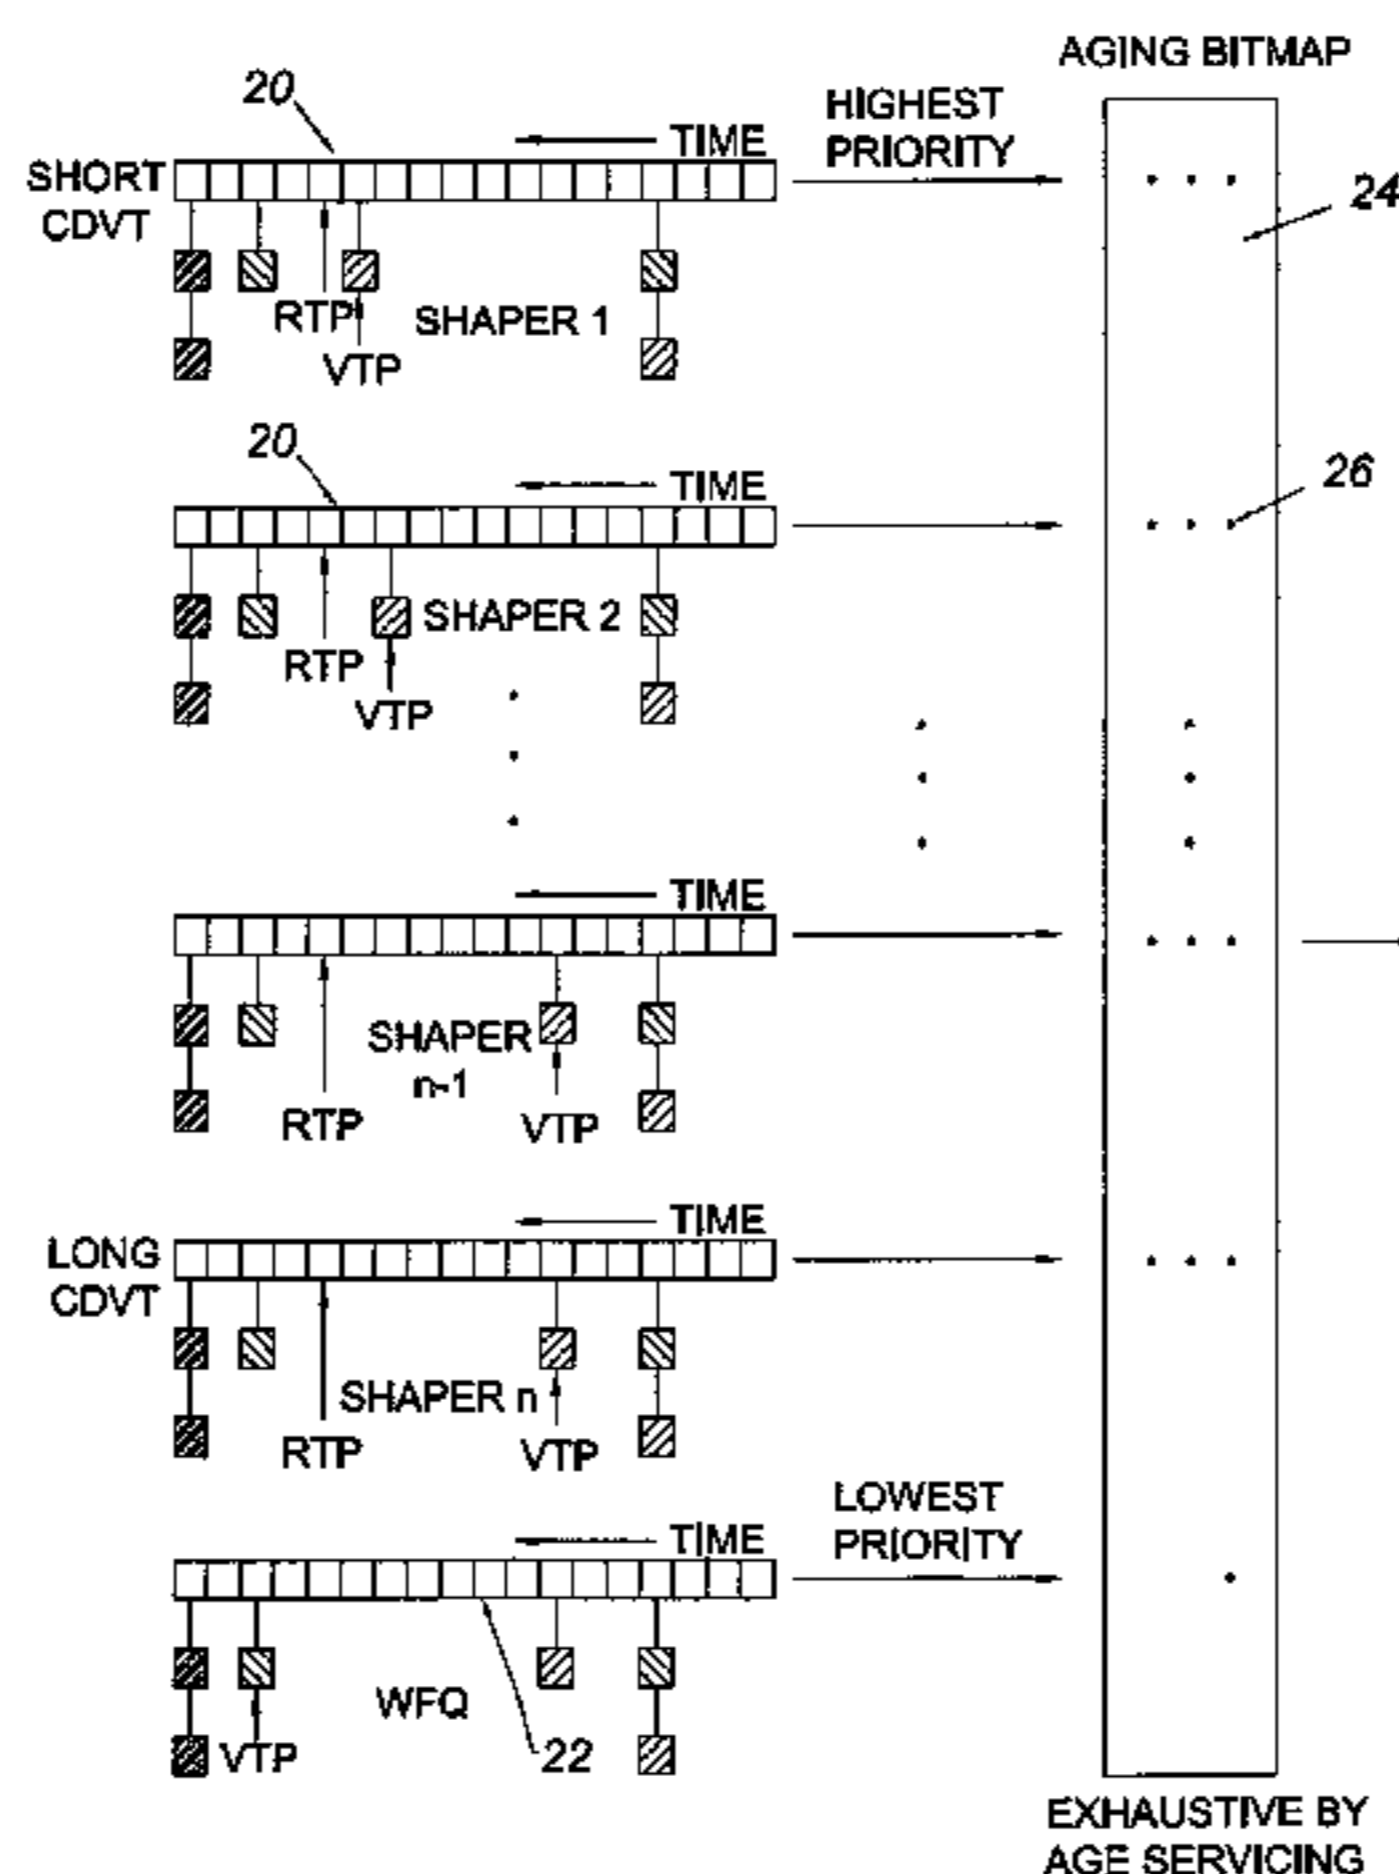 AGING BITMAP
20
TIME
HIGHEST
PRIORITY
SHORT
CDVT
24
RTP
SHAPER 1
VTP
20
TIME
26
SHAPER 2
RTP
VTP
TIME
SHAPER
n-1
RTP
VTP
TIME
LONG
CDVT
SHAPER n
RTP
VTP
LOWEST
PRIORITY
TIME
WFQ
VTP
22
EXHAUSTIVE BY
AGE SERVICING